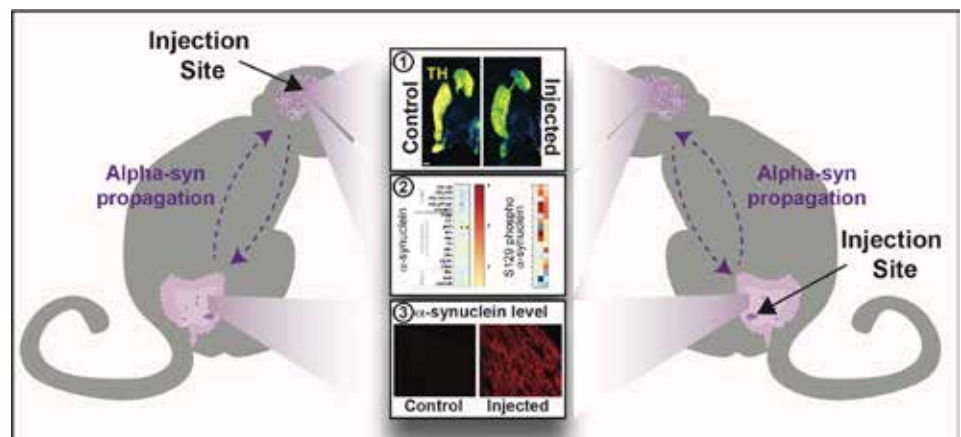 Injection
Site
Alpha-syn
propagation
1
TH
Control
Injected
2
α-synuclein
S129 phospho
α-synuclein
3 α-synuclein level
Control
Injected
Alpha-syn
propagation
Injection
Site